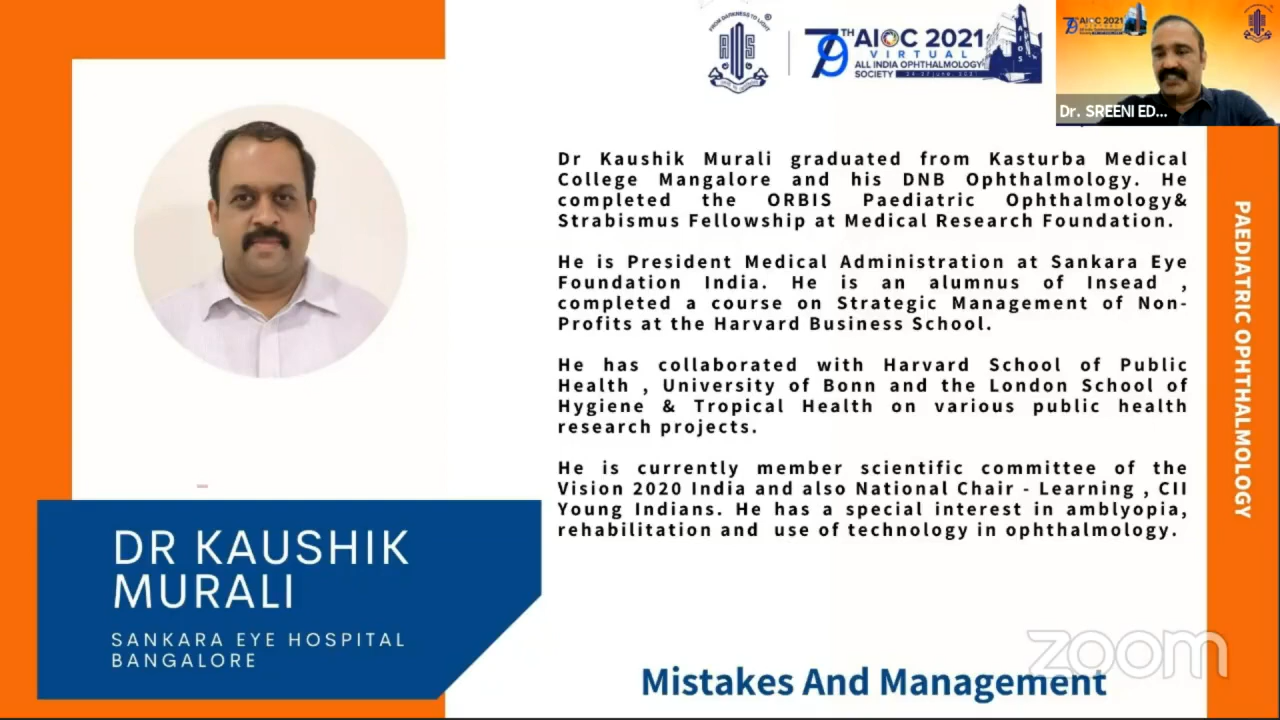 FROM DARKNESS TO LIGHT
79TH AIOC 2021
VIRTUAL
ALL INDIA OPHTHALMOLOGY
SOCIETY
Dr. SREENI ED...
Dr Kaushik Murali graduated from Kasturba Medical
College Mangalore and his DNB Ophthalmology. He
completed the ORBIS Paediatric Ophthalmology&
Strabismus Fellowship at Medical Research Foundation.
He is President Medical Administration at Sankara Eye
Foundation India. He is an alumnus of Insead ,
completed a course on Strategic Management of Non-
Profits at the Harvard Business School.
He has collaborated with Harvard School of Public
Health , University of Bonn and the London School of
Hygiene & Tropical Health on various public health
research projects.
He is currently member scientific committee of the
Vision 2020 India and also National Chair - Learning , CII
Young Indians. He has a special interest in amblyopia,
rehabilitation and use of technology in ophthalmology.
PAEDIATRIC OPHTHALMOLOGY
DR KAUSHIK
MURALI
SANKARA EYE HOSPITAL
BANGALORE
Mistakes And Management
zoom